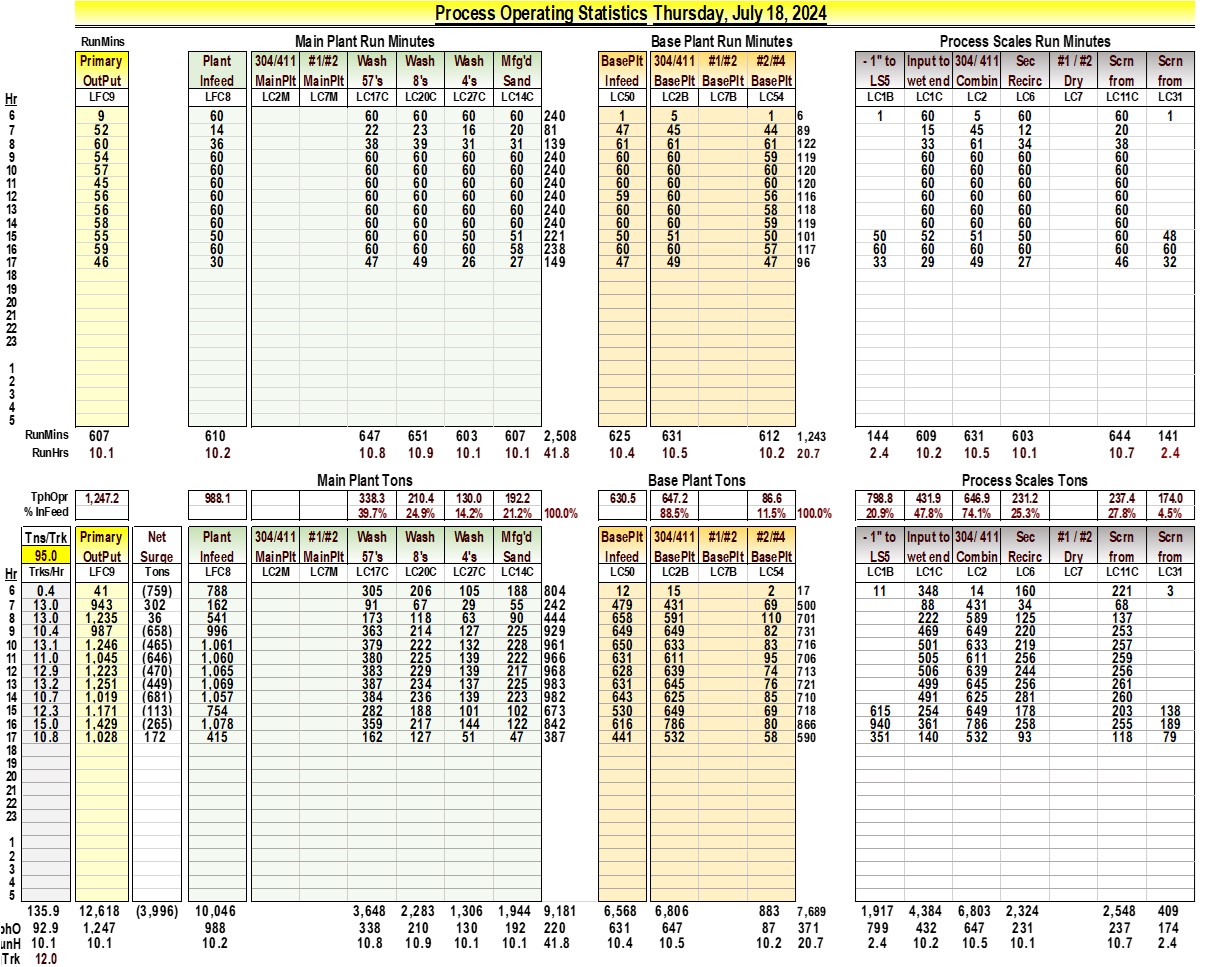 Process Operating Statistics Thursday, July 18, 2024
RunMins Main Plant Run Minutes Base Plant Run Minutes Process Scales Run Minutes
Primary Plant 304/411 #1/#2 Wash Wash Wash Mfg'd BasePlt 304/411 #1/#2 #2/#4 - 1" to Input to 304/ 411 Sec #1 / #2 Scrn Scrn
OutPut Infeed MainPlt MainPlt 57's 8's 4's Sand Infeed BasePlt BasePlt BasePlt LS5 wet end Combin Recirc Dry from from
Hr LFC9 LFC8 LC2M LC7M LC17C LC20C LC27C LC14C LC50 LC2B LC7B LC54 LC1B LC1C LC2 LC6 LC7 LC11C LC31
6 9 60 60 60 60 60 240 1 5 1 6 1 60 5 60 60 1
7 52 14 22 23 16 20 81 47 45 44 89 15 45 12 20
8 60 36 38 39 31 31 139 61 61 61 122 33 61 34 38
9 54 60 60 60 60 60 240 60 60 59 119 60 60 60 60
10 57 60 60 60 60 60 240 60 60 60 120 60 60 60 60
11 45 60 60 60 60 60 240 60 60 60 120 60 60 60 60
12 56 60 60 60 60 60 240 59 60 56 116 60 60 60 60
13 56 60 60 60 60 60 240 60 60 58 118 60 60 60 60
14 58 60 60 60 60 60 240 60 60 59 119 60 60 60 60
15 55 50 60 60 50 51 221 50 51 50 101 50 52 51 50 60 48
16 59 60 60 60 60 58 238 60 60 57 117 60 60 60 60 60 60
17 46 30 47 49 26 27 149 47 49 47 96 33 29 49 27 46 32
18
19
20
21
22
23
1
2
3
4
5
RunMins 607 610 647 651 603 607 2,508 625 631 612 1,243 144 609 631 603 644 141
RunHrs 10.1 10.2 10.8 10.9 10.1 10.1 41.8 10.4 10.5 10.2 20.7 2.4 10.2 10.5 10.1 10.7 2.4
Main Plant Tons Base Plant Tons Process Scales Tons
TphOpr 1,247.2 988.1 338.3 210.4 130.0 192.2 630.5 647.2 86.6 798.8 431.9 646.9 231.2 237.4 174.0
% InFeed 39.7% 24.9% 14.2% 21.2% 100.0% 88.5% 11.5% 100.0% 20.9% 47.8% 74.1% 25.3% 27.8% 4.5%
Tns/Trk Primary Net Plant 304/411 #1/#2 Wash Wash Wash Mfg'd BasePlt 304/411 #1/#2 #2/#4 - 1" to Input to 304/ 411 Sec #1 / #2 Scrn Scrn
95.0 OutPut Surge Infeed MainPlt MainPlt 57's 8's 4's Sand Infeed BasePlt BasePlt BasePlt LS5 wet end Combin Recirc Dry from from
Hr Trks/Hr LFC9 Tons LFC8 LC2M LC7M LC17C LC20C LC27C LC14C LC50 LC2B LC7B LC54 LC1B LC1C LC2 LC6 LC7 LC11C LC31
6 0.4 41 (759) 788 305 206 105 188 804 12 15 2 17 11 348 14 160 221 3
7 13.0 943 302 162 91 67 29 55 242 479 431 69 500 88 431 34 68
8 13.0 1,235 36 541 173 118 63 90 444 658 591 110 701 222 589 125 137
9 10.4 987 (658) 996 363 214 127 225 929 649 649 82 731 469 649 220 253
10 13.1 1,246 (465) 1,061 379 222 132 228 961 650 633 83 716 501 633 219 257
11 11.0 1,045 (646) 1,060 380 225 139 222 966 631 611 95 706 505 611 256 259
12 12.9 1,223 (470) 1,065 383 229 139 217 968 628 639 74 713 506 639 244 256
13 13.2 1,251 (449) 1,069 387 234 137 225 983 631 645 76 721 499 645 256 261
14 10.7 1,019 (681) 1,057 384 236 139 223 982 643 625 85 710 491 625 281 260
15 12.3 1,171 (113) 754 282 188 101 102 673 530 649 69 718 615 254 649 178 203 138
16 15.0 1,429 (265) 1,078 359 217 144 122 842 616 786 80 866 940 361 786 258 255 189
17 10.8 1,028 172 415 162 127 51 47 387 441 532 58 590 351 140 532 93 118 79
18
19
20
21
22
23
1
2
3
4
5
135.9 12,618 (3,996) 10,046 3,648 2,283 1,306 1,944 9,181 6,568 6,806 883 7,689 1,917 4,384 6,803 2,324 2,548 409
phO 92.9 1,247 988 338 210 130 192 220 631 647 87 371 799 432 647 231 237 174
unH 10.1 10.1 10.2 10.8 10.9 10.1 10.1 41.8 10.4 10.5 10.2 20.7 2.4 10.2 10.5 10.1 10.7 2.4
Trk 12.0